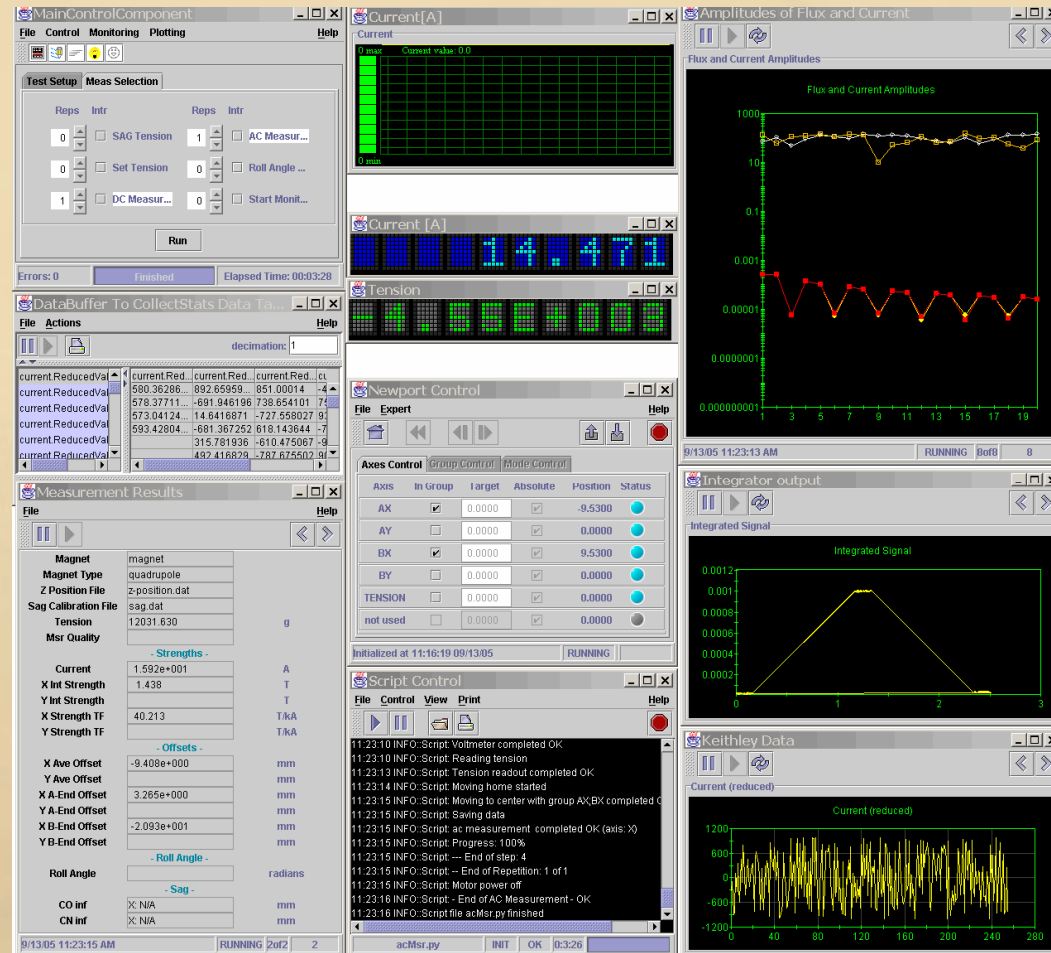 MainControlComponent
File Control Monitoring Plotting Help
Test Setup Meas Selection
Reps Intr Reps Intr
0 SAG Tension 1 AC Measur...
0 Set Tension 0 Roll Angle ...
1 DC Measur... 0 Start Monit...
Run
Errors: 0 Finished Elapsed Time: 00:03:28
DataBuffer To CollectStats Data Ta...
File Actions Help
decimation: 1
current.ReducedVal
current.ReducedVal
current.ReducedVal
current.ReducedVal
current.ReducedVal
current.ReducedVal
current.Red... current.Red... current.Red...
580.36286... 892.65959... 851.00014 -4
578.37711... -691.946196 738.654101
573.04124... 14.6416871 -727.558027
593.42804... -681.367252 618.143644 -7
315.781936 -610.475067 -9
492.416829 -787.675502
Measurement Results
File Help
Magnet magnet
Magnet Type quadrupole
Z Position File z-position.dat
Sag Calibration File sag.dat
Tension 12031.630 g
Msr Quality
- Strengths -
Current 1.592e+001 A
X Int Strength 1.438 T
Y Int Strength T
X Strength TF 40.213 T/kA
Y Strength TF T/kA
- Offsets -
X Ave Offset -9.408e+000 mm
Y Ave Offset mm
X A-End Offset 3.265e+000 mm
Y A-End Offset mm
X B-End Offset -2.093e+001 mm
Y B-End Offset mm
- Roll Angle -
Roll Angle radians
- Sag -
CO inf X: N/A mm
CN inf X: N/A mm
9/13/05 11:23:15 AM RUNNING 2of2 2
Current[A]
Current
0 max Current value: 0.0
0 min
Current [A]
14.471
Tension
-4.55E+003
Newport Control
File Expert Help
Axes Control Group Control Mode Control
Axis In Group Target Absolute Position Status
AX 0.0000 -9.5300
AY 0.0000 0.0000
BX 0.0000 9.5300
BY 0.0000 0.0000
TENSION 0.0000 0.0000
not used 0.0000 0.0000
Initialized at 11:16:19 09/13/05 RUNNING
Script Control
File Control View Print Help
11:23:10 INFO::Script: Voltmeter completed OK
11:23:10 INFO::Script: Reading tension
11:23:13 INFO::Script: Tension readout completed OK
11:23:14 INFO::Script: Moving home started
11:23:15 INFO::Script: Moving to center with group AX,BX completed
11:23:15 INFO::Script: Saving data
11:23:15 INFO::Script: ac measurement completed OK (axis: X)
11:23:15 INFO::Script: Progress: 100%
11:23:15 INFO::Script: --- End of step: 4
11:23:15 INFO::Script: -- End of Repetition: 1 of 1
11:23:15 INFO::Script: Motor power off
11:23:16 INFO::Script: - End of AC Measurement - OK
11:23:16 INFO::Script file acMsr.py finished
acMsr.py INIT OK 0:3:26
Amplitudes of Flux and Current
Flux and Current Amplitudes
Flux and Current Amplitudes
1000
10
0.1
0.001
0.00001
0.0000001
0.000000001
1 3 5 7 9 11 13 15 17 19
9/13/05 11:23:13 AM RUNNING 8of8 8
Integrator output
Integrated Signal
Integrated Signal
0.0012
0.001
0.0008
0.0006
0.0004
0.0002
0 1 2 3
Keithley Data
Current (reduced)
Current (reduced)
1200
600
0
-600
-1200
0 40 80 120 160 200 240 280